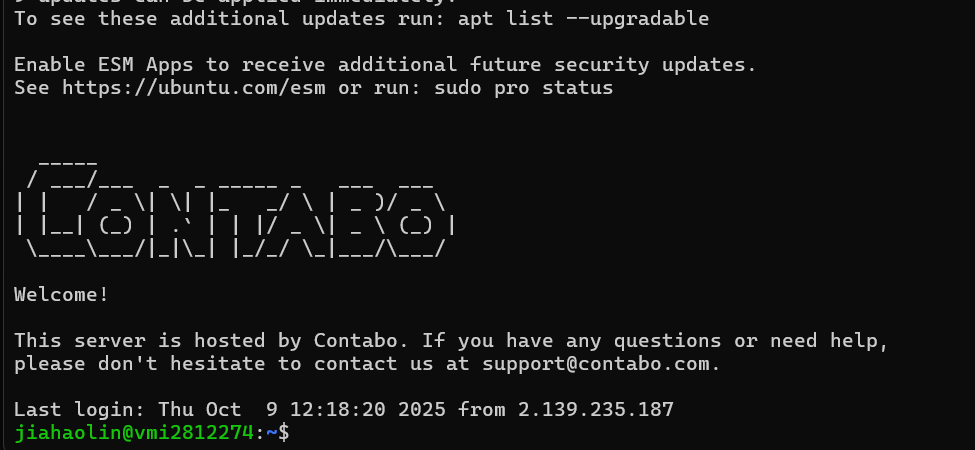 9 updates can be applied immediately.
To see these additional updates run: apt list --upgradable
Enable ESM Apps to receive additional future security updates.
See https://ubuntu.com/esm or run: sudo pro status
  _____
 / ___/___  _  _ _____ _   ___  ___
| |   / _ \| \| |_   _/ \ | _ )/ _ \
| |__| (_) | .` | | |/ _ \| _ \ (_) |
 \____\___/|_|\_| |_/_/ \_|___/\___/
Welcome!
This server is hosted by Contabo. If you have any questions or need help,
please don't hesitate to contact us at support@contabo.com.
Last login: Thu Oct  9 12:18:20 2025 from 2.139.235.187
jiahaolin@vmi2812274:~$